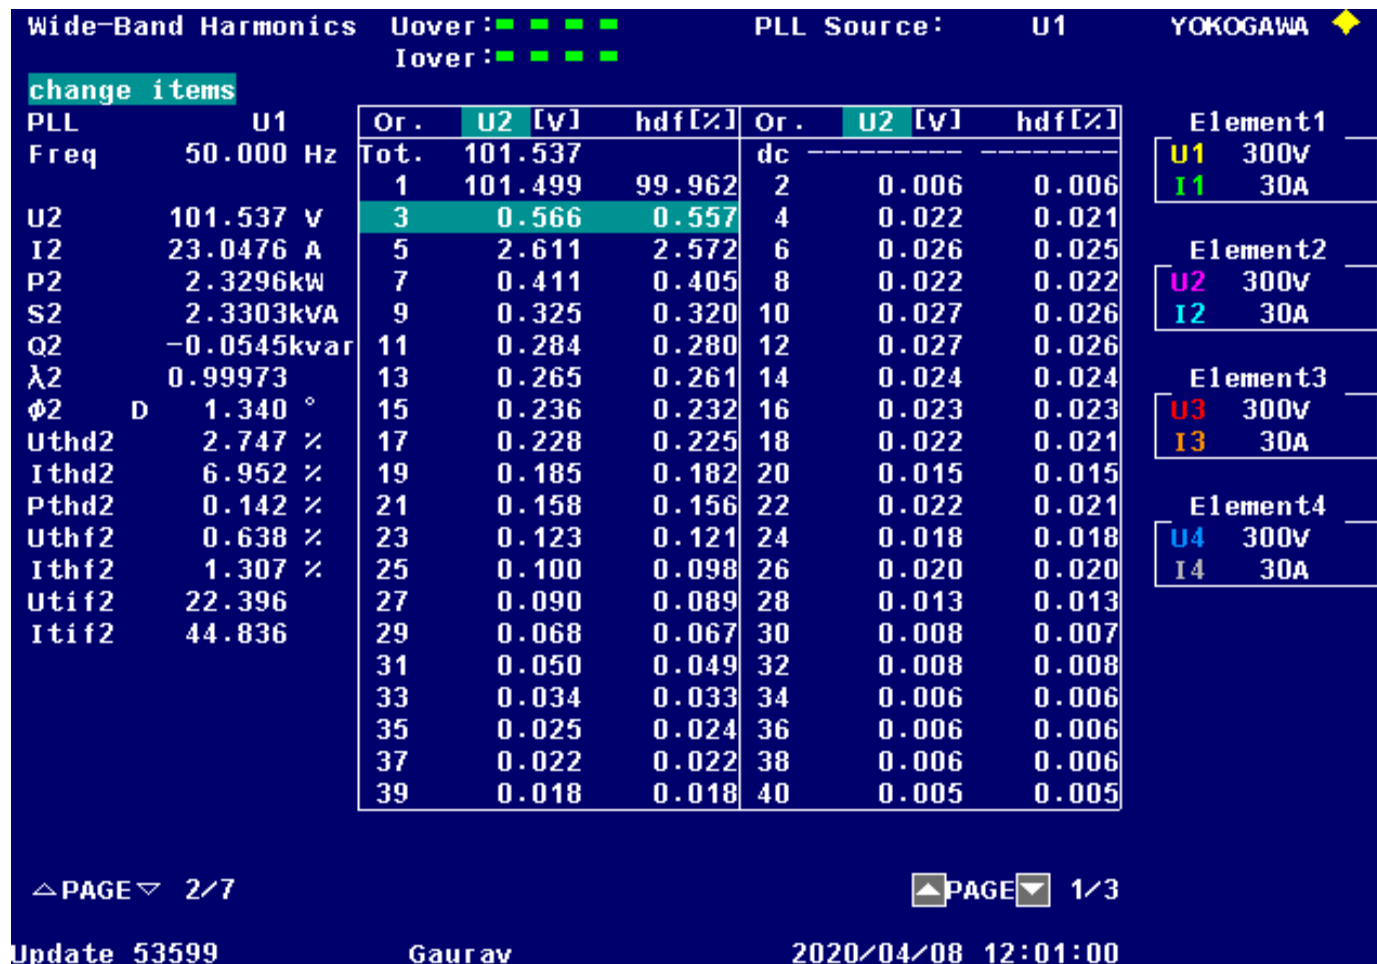 Wide-Band Harmonics Uover: PLL Source: U1 YOKOGAWA
Iover:
change items
PLL U1 Or. U2 [V] hdf[%] Or. U2 [V] hdf[%] Element1
Freq 50.000 Hz Tot. 101.537 dc ---------- --------- U1 300V
1 101.499 99.962 2 0.006 0.006 I1 30A
U2 101.537 V 3 0.566 0.557 4 0.022 0.021
I2 23.0476 A 5 2.611 2.572 6 0.026 0.025 Element2
P2 2.3296kW 7 0.411 0.405 8 0.022 0.022 U2 300V
S2 2.3303kVA 9 0.325 0.320 10 0.027 0.026 I2 30A
Q2 -0.0545kvar 11 0.284 0.280 12 0.027 0.026
λ2 0.99973 13 0.265 0.261 14 0.024 0.024 Element3
φ2 D 1.340 ° 15 0.236 0.232 16 0.023 0.023 U3 300V
Uthd2 2.747 % 17 0.228 0.225 18 0.022 0.021 I3 30A
Ithd2 6.952 % 19 0.185 0.182 20 0.015 0.015
Pthd2 0.142 % 21 0.158 0.156 22 0.022 0.021 Element4
Uthf2 0.638 % 23 0.123 0.121 24 0.018 0.018 U4 300V
Ithf2 1.307 % 25 0.100 0.098 26 0.020 0.020 I4 30A
Utif2 22.396 27 0.090 0.089 28 0.013 0.013
Itif2 44.836 29 0.068 0.067 30 0.008 0.007
31 0.050 0.049 32 0.008 0.008
33 0.034 0.033 34 0.006 0.006
35 0.025 0.024 36 0.006 0.006
37 0.022 0.022 38 0.006 0.006
39 0.018 0.018 40 0.005 0.005
△PAGE▽ 2/7 ▲PAGE▼ 1/3
Update 53599 Gaurav 2020/04/08 12:01:00